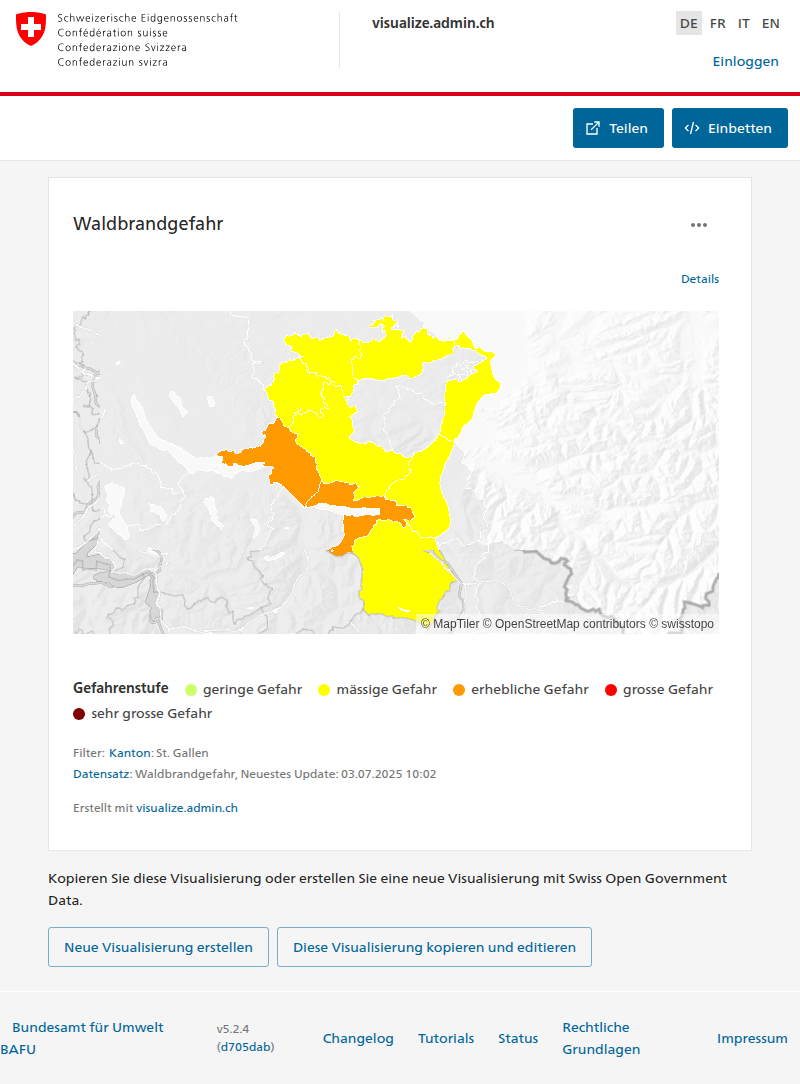 Schweizerische Eidgenossenschaft
Confédération suisse
Confederazione Svizzera
Confederaziun svizra
visualize.admin.ch
DE FR IT EN
Einloggen
Teilen
Einbetten
Waldbrandgefahr
Details
© MapTiler © OpenStreetMap contributors © swisstopo
Gefahrenstufe geringe Gefahr mässige Gefahr erhebliche Gefahr grosse Gefahr
sehr grosse Gefahr
Filter: Kanton: St. Gallen
Datensatz: Waldbrandgefahr, Neuestes Update: 03.07.2025 10:02
Erstellt mit visualize.admin.ch
Kopieren Sie diese Visualisierung oder erstellen Sie eine neue Visualisierung mit Swiss Open Government
Data.
Neue Visualisierung erstellen
Diese Visualisierung kopieren und editieren
Bundesamt für Umwelt
BAFU
v5.2.4
(d705dab)
Changelog
Tutorials
Status
Rechtliche
Grundlagen
Impressum